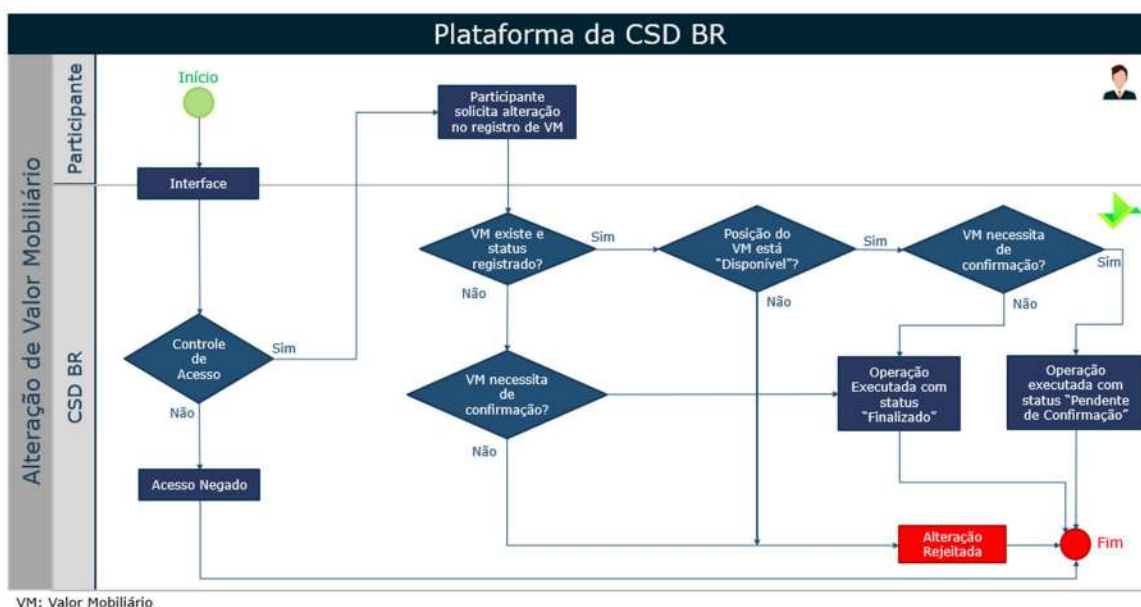 Plataforma da CSD BR
Alteração de Valor Mobiliário
Participante
CSD BR
Início
Interface
Participante
solicita alteração
no registro de VM
Controle
de
Acesso
Sim
Não
Acesso Negado
VM existe e
status
registrado?
Sim
Não
Posição do
VM está
“Disponível”?
Sim
Não
VM necessita
de
confirmação?
Sim
Não
VM necessita
de
confirmação?
Não
Operação
Executada com
status
“Finalizado”
Operação
executada com
status “Pendente
de Confirmação”
Alteração
Rejeitada
Fim
VM: Valor Mobiliário